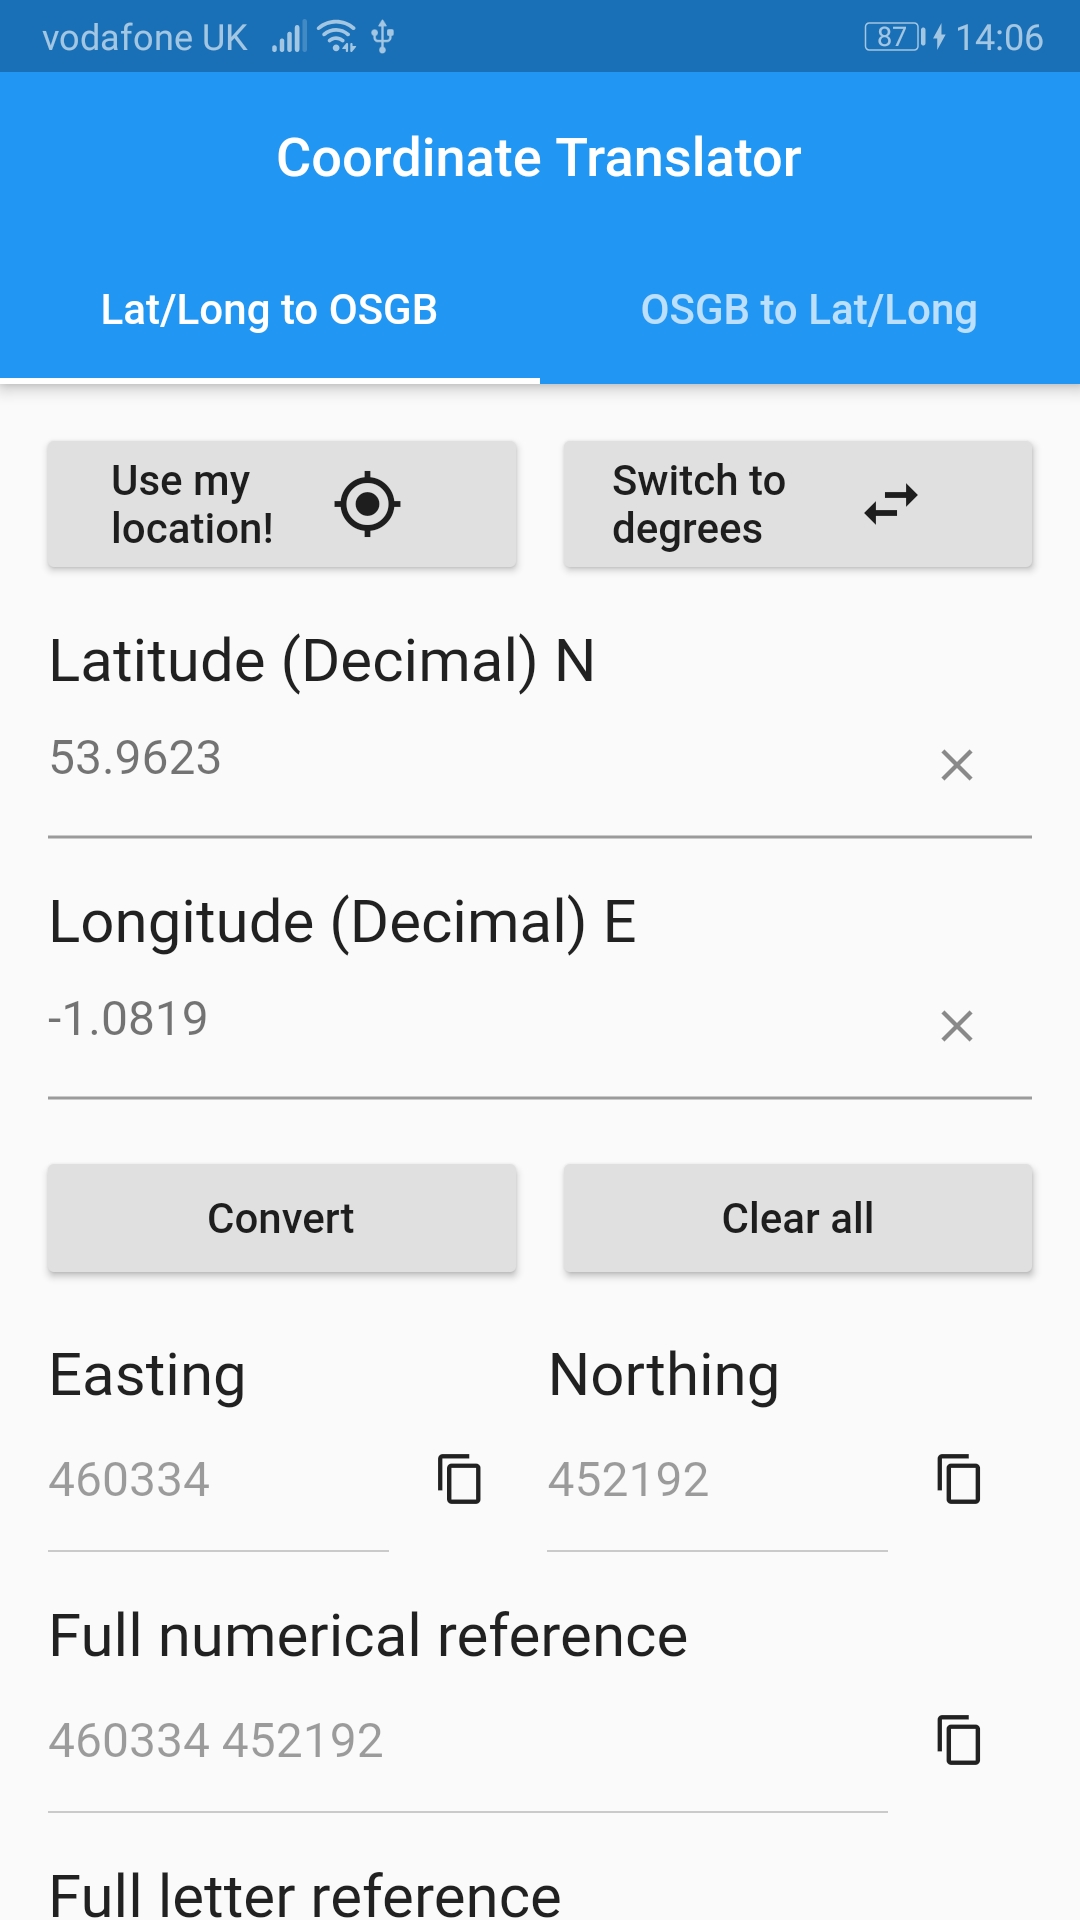 vodafone UK
87 14:06
Coordinate Translator
Lat/Long to OSGB
OSGB to Lat/Long
Use my
location!
Switch to
degrees
Latitude (Decimal) N
53.9623
Longitude (Decimal) E
-1.0819
Convert
Clear all
Easting
Northing
460334
452192
Full numerical reference
460334 452192
Full letter reference